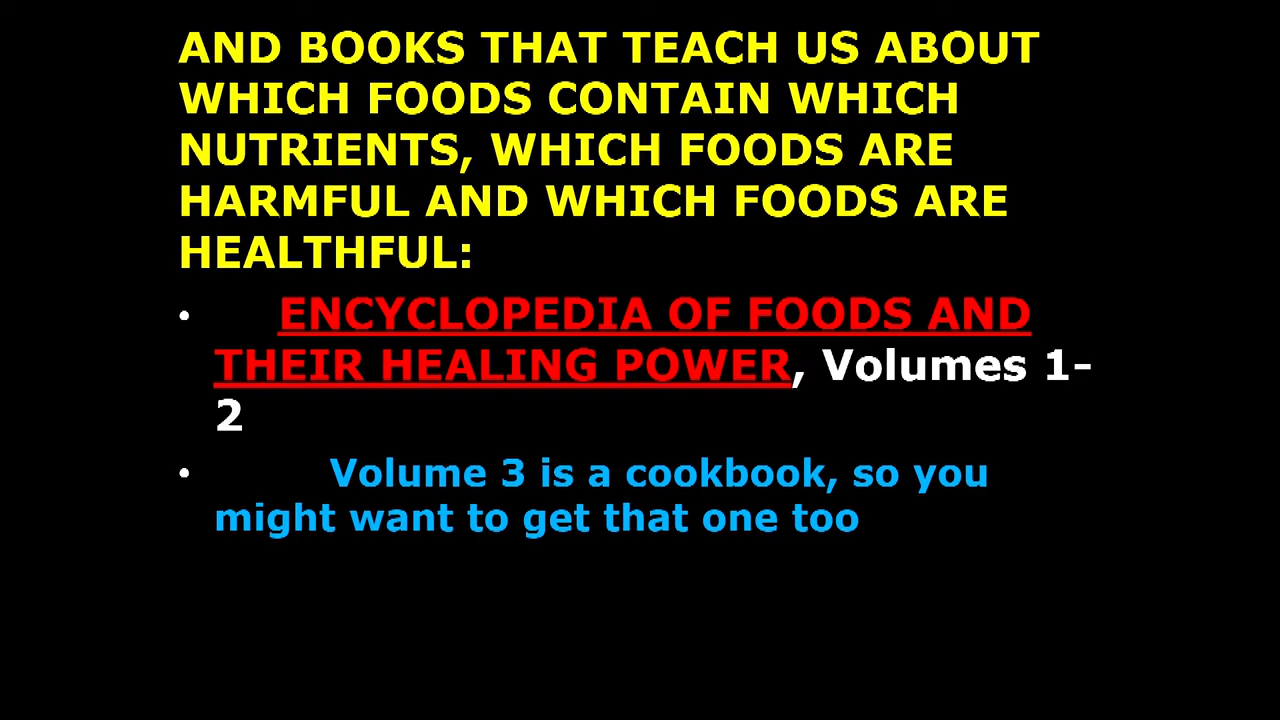 AND BOOKS THAT TEACH US ABOUT
WHICH FOODS CONTAIN WHICH
NUTRIENTS, WHICH FOODS ARE
HARMFUL AND WHICH FOODS ARE
HEALTHFUL:
• ENCYCLOPEDIA OF FOODS AND
THEIR HEALING POWER, Volumes 1-
2
• Volume 3 is a cookbook, so you
might want to get that one too